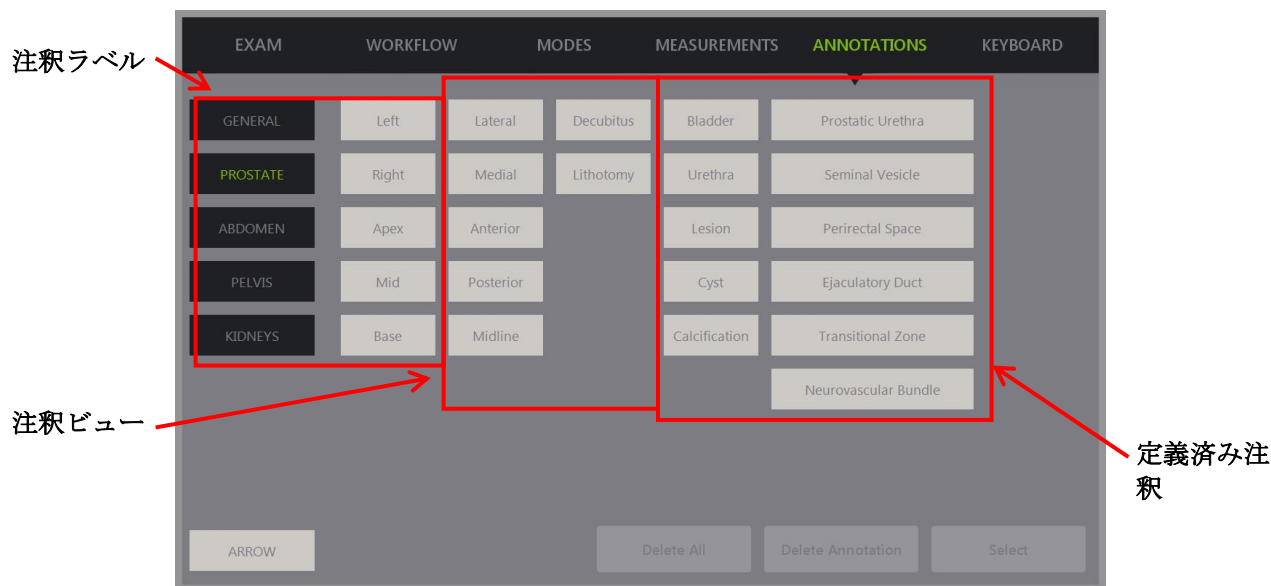 注釈ラベル
EXAM WORKFLOW MODES MEASUREMENTS ANNOTATIONS KEYBOARD
GENERAL Left Lateral Decubitus Bladder Prostatic Urethra
PROSTATE Right Medial Lithotomy Urethra Seminal Vesicle
ABDOMEN Apex Anterior Lesion Perirectal Space
PELVIS Mid Posterior Cyst Ejaculatory Duct
KIDNEYS Base Midline Calcification Transitional Zone
Neurovascular Bundle
注釈ビュー
定義済み注
釈
ARROW Delete All Delete Annotation Select